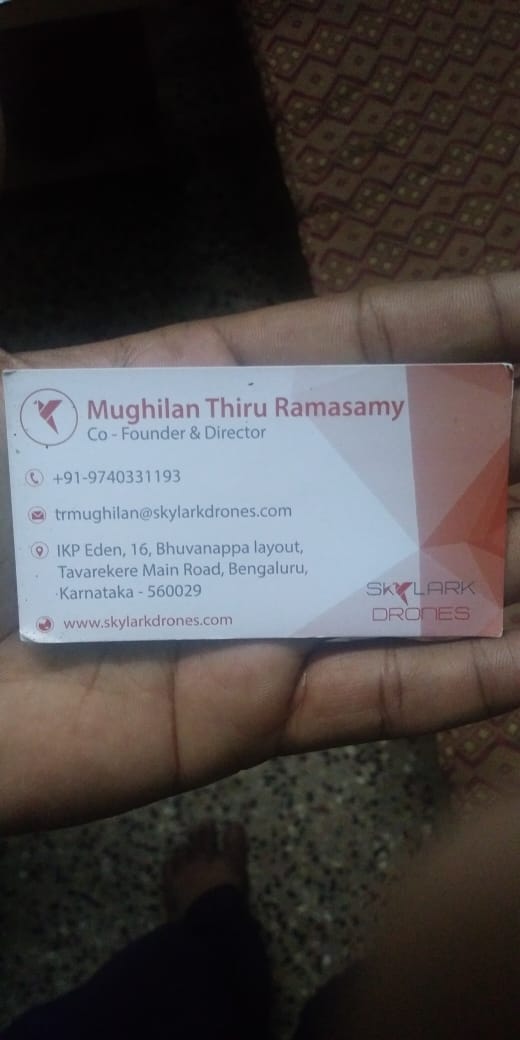 Mughilan Thiru Ramasamy
Co - Founder & Director
+91-9740331193
trmughilan@skylarkdrones.com
IKP Eden, 16, Bhuvanappa layout,
Tavarekere Main Road, Bengaluru,
Karnataka - 560029
www.skylarkdrones.com
SKYLARK
DRONES